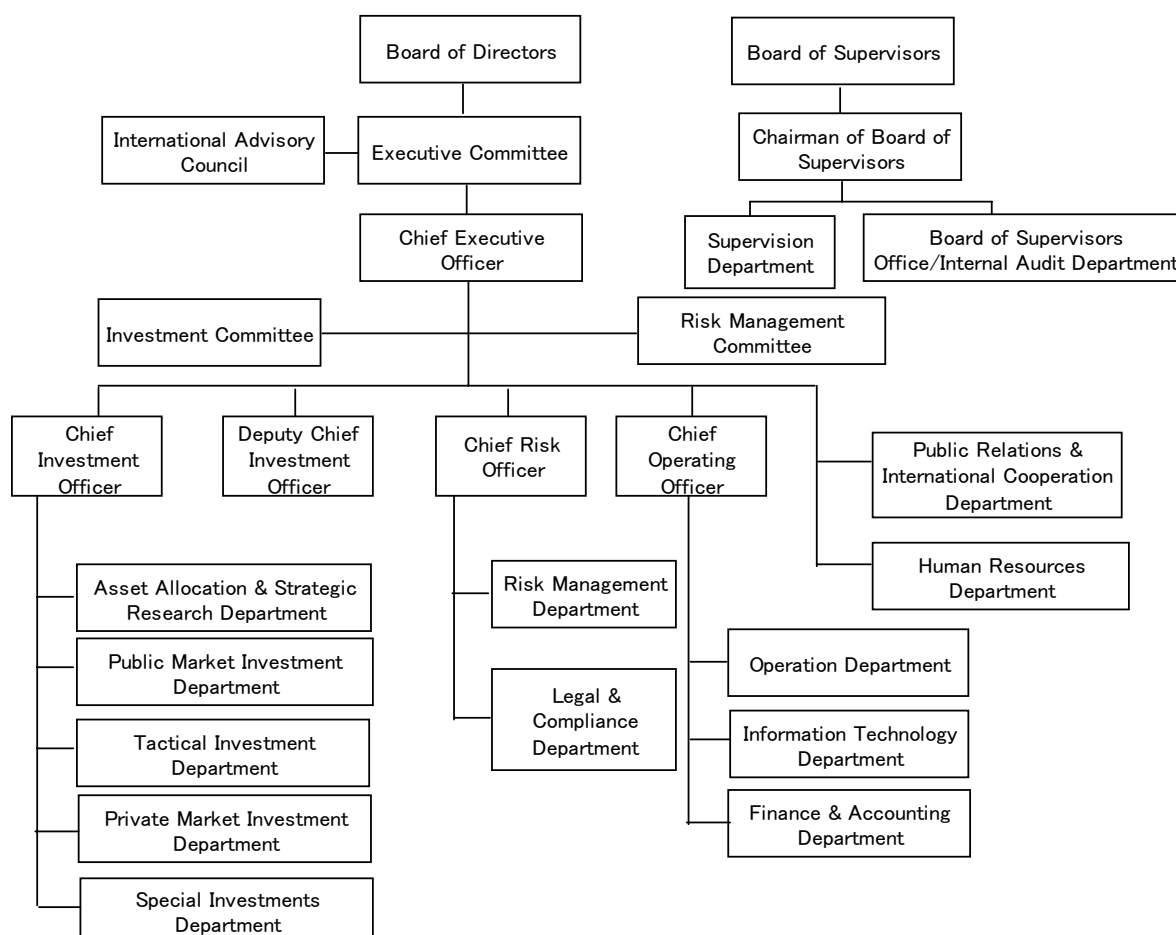 Board of Directors
Board of Supervisors
International Advisory
Council
Executive Committee
Chairman of Board of
Supervisors
Chief Executive
Officer
Supervision
Department
Board of Supervisors
Office/Internal Audit Department
Investment Committee
Risk Management
Committee
Chief
Investment
Officer
Deputy Chief
Investment
Officer
Chief Risk
Officer
Chief
Operating
Officer
Public Relations &
International Cooperation
Department
Human Resources
Department
Asset Allocation & Strategic
Research Department
Public Market Investment
Department
Tactical Investment
Department
Private Market Investment
Department
Special Investments
Department
Risk Management
Department
Legal &
Compliance
Department
Operation Department
Information Technology
Department
Finance & Accounting
Department